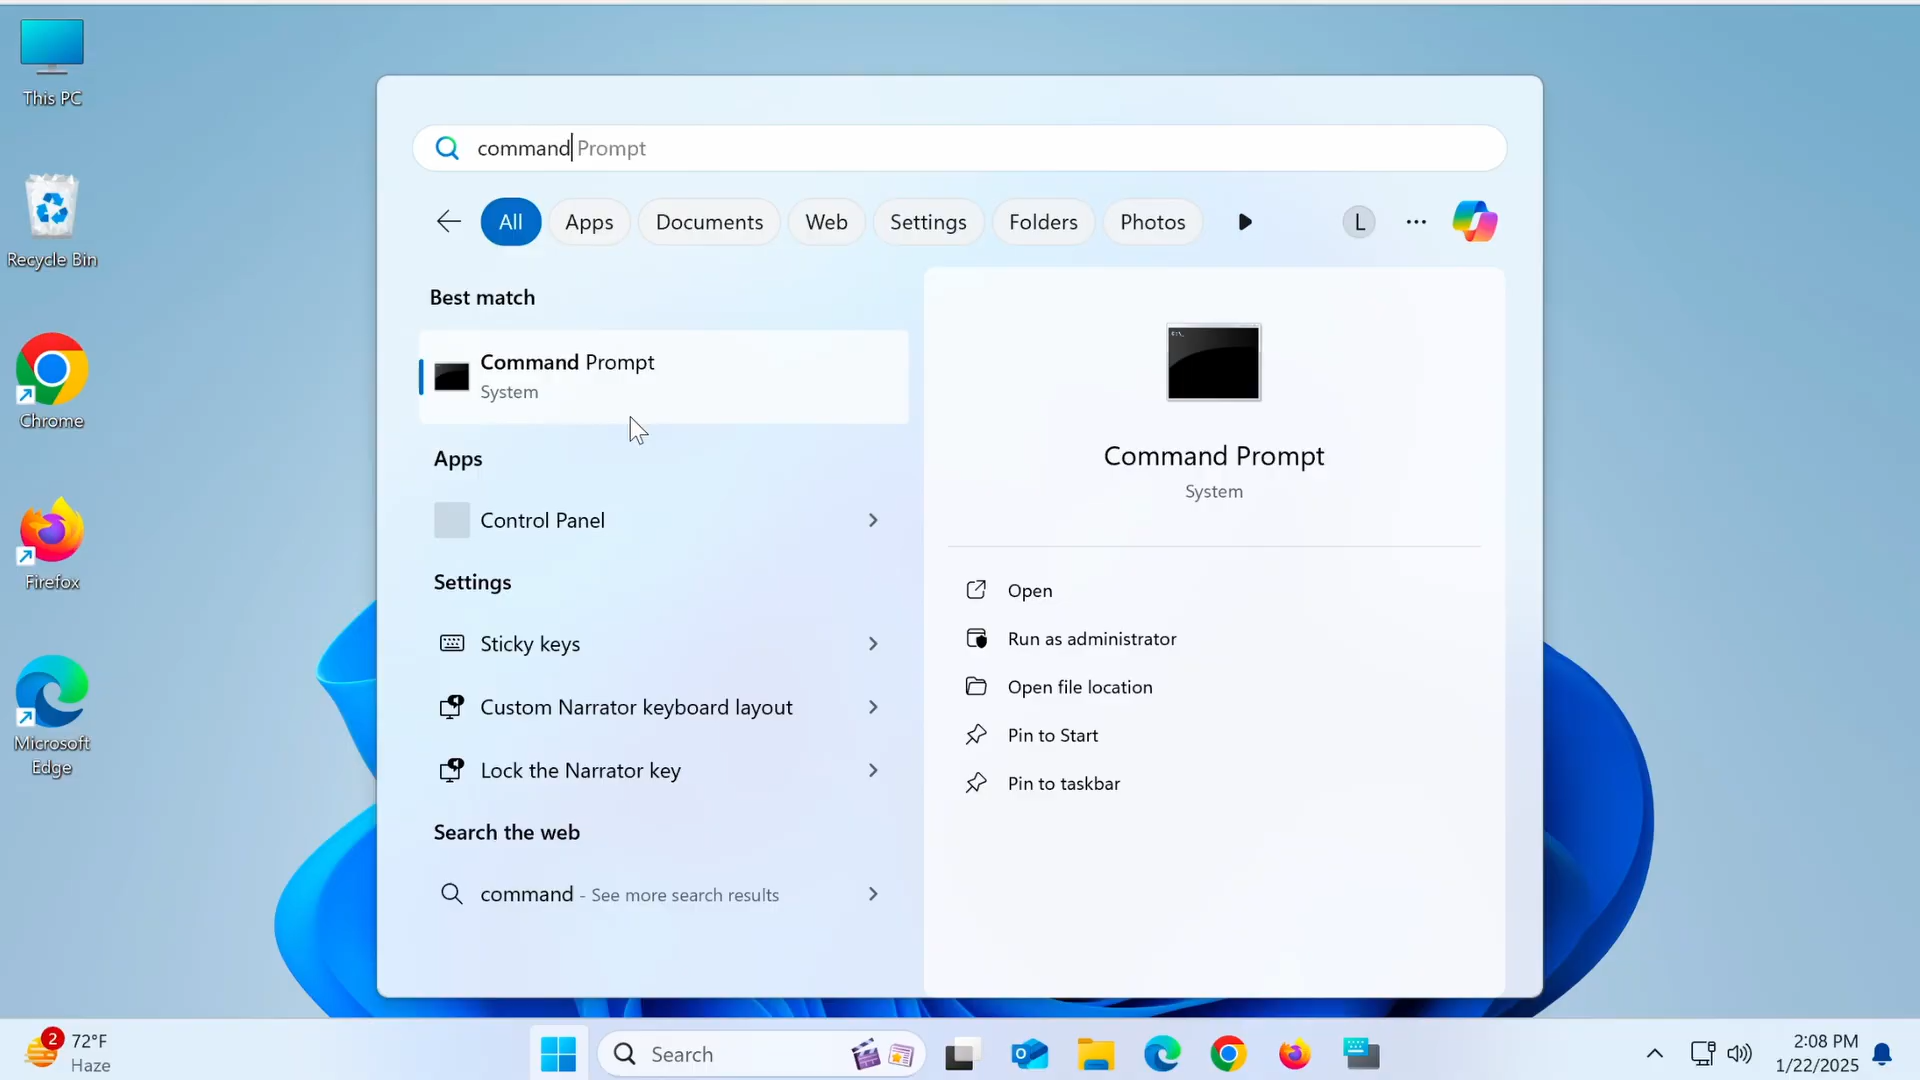 This PC
Recycle Bin
Chrome
Firefox
Microsoft
Edge
command Prompt
All
Apps
Documents
Web
Settings
Folders
Photos
L
Best match
Command Prompt
System
Apps
Control Panel
Settings
Sticky keys
Custom Narrator keyboard layout
Lock the Narrator key
Search the web
command - See more search results
Command Prompt
System
Open
Run as administrator
Open file location
Pin to Start
Pin to taskbar
2
72°F
Haze
Search
2:08 PM
1/22/2025